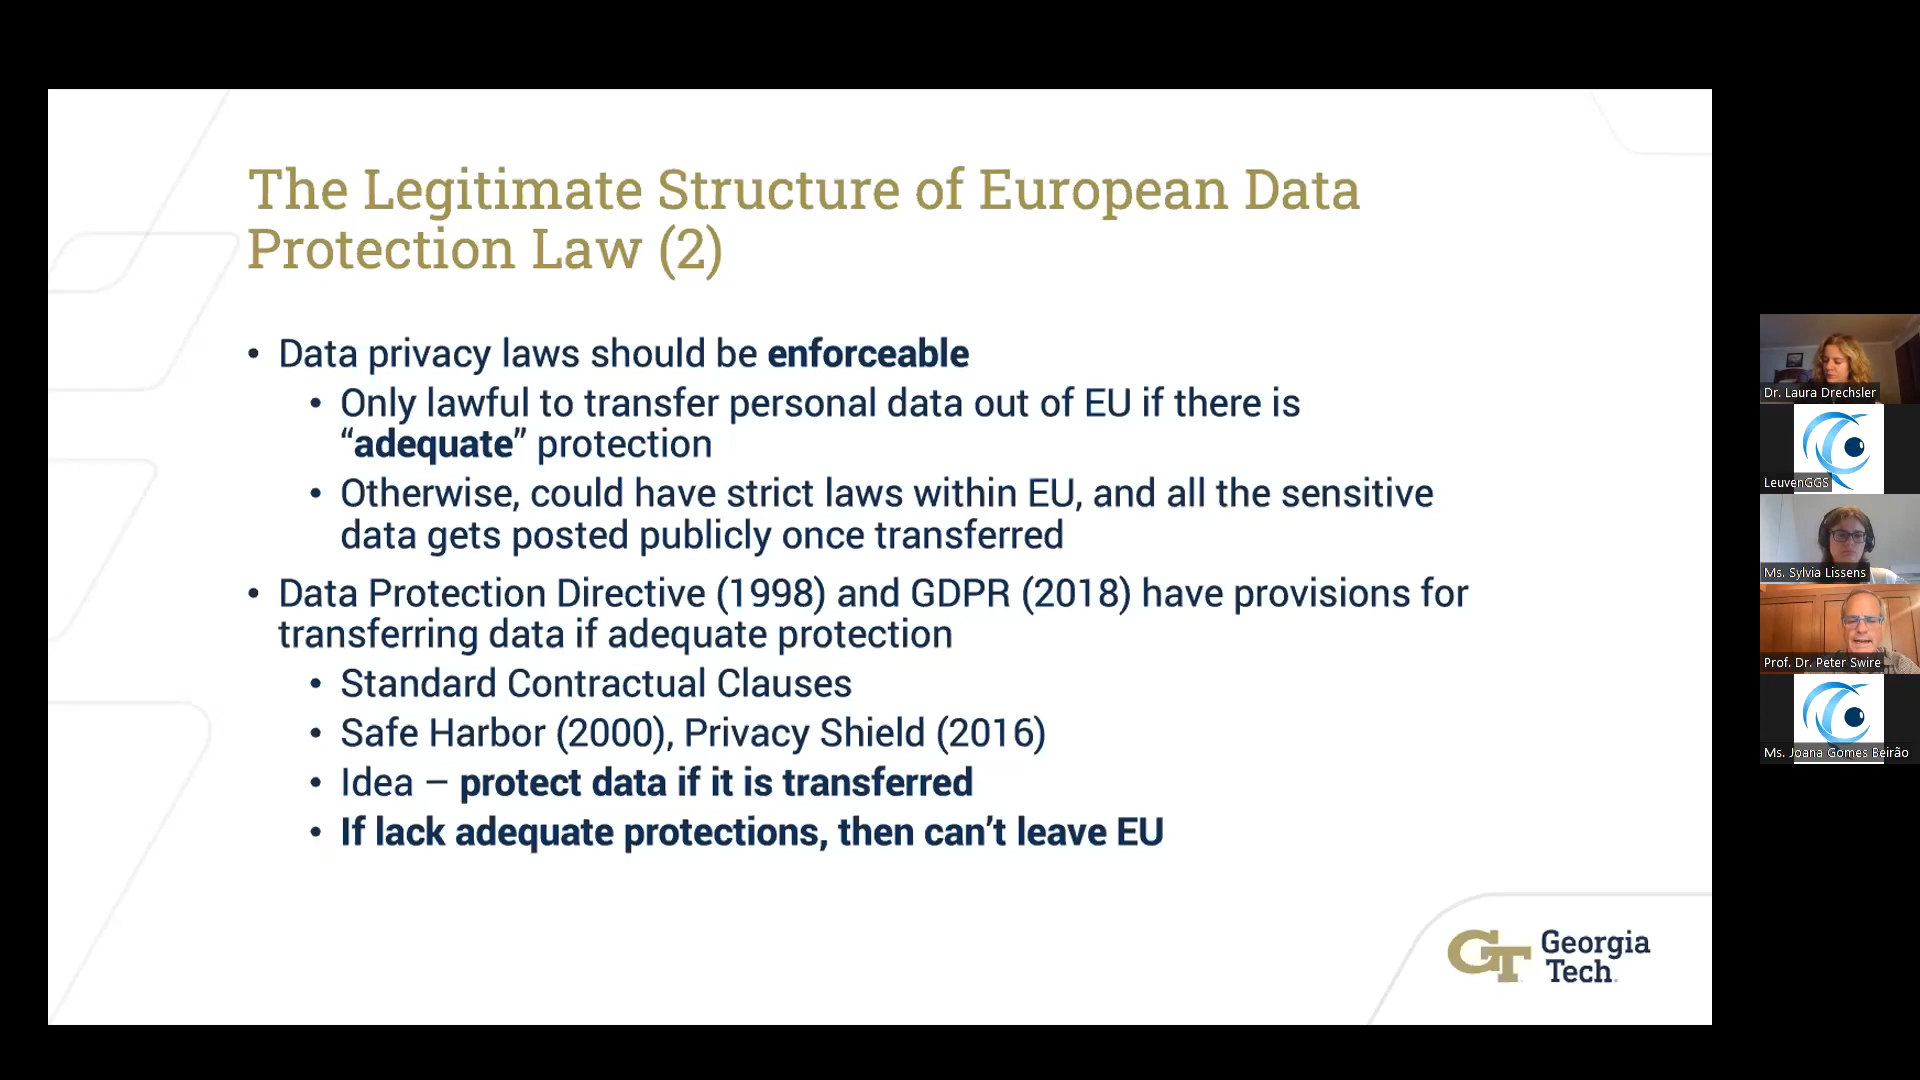 The Legitimate Structure of European Data
Protection Law (2)
• Data privacy laws should be enforceable
• Only lawful to transfer personal data out of EU if there is
“adequate” protection
• Otherwise, could have strict laws within EU, and all the sensitive
data gets posted publicly once transferred
• Data Protection Directive (1998) and GDPR (2018) have provisions for
transferring data if adequate protection
• Standard Contractual Clauses
• Safe Harbor (2000), Privacy Shield (2016)
• Idea – protect data if it is transferred
• If lack adequate protections, then can’t leave EU
GT
Georgia
Tech
Dr. Laura Drechsler
LeuvenGGS
Ms. Sylvia Lissens
Prof. Dr. Peter Swire
Ms. Joana Gomes Beirão